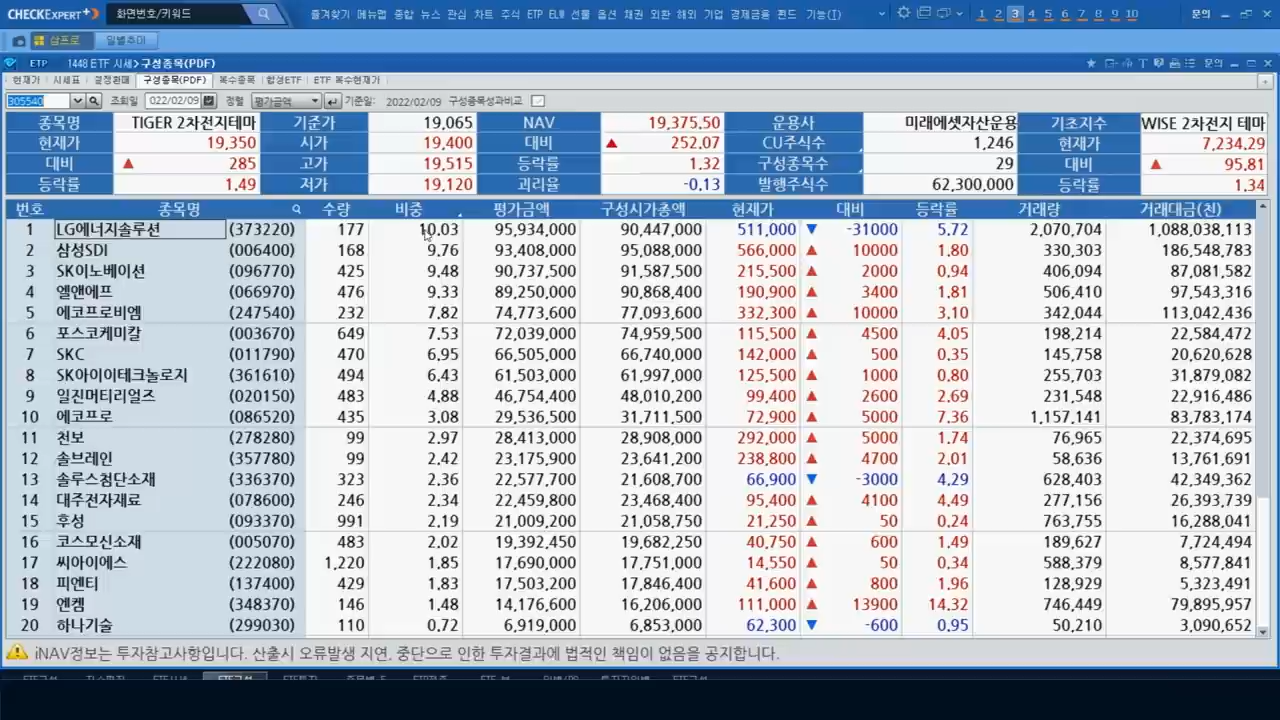 CHECKEXPERT+ 화면번호/키워드 즐겨찾기 메뉴맵 종합 뉴스 관심 차트 주식 ETP ELW 선물 옵션 채권 외환 해외 기업 경제금융 펀드 기능(T) 1 2 3 4 5 6 7 8 9 10 문의
삼프로 일별추이
ETP 1448 ETF 시세>구성종목(PDF) 문의
현재가 시세표 결정환매 구성종목(PDF) 복수종목 합성ETF ETF 복수현재가
305540 조회일 022/02/09 정렬 평가금액 기준일: 2022/02/09 구성종목성과비교
종목명 TIGER 2차전지테마 기준가 19,065 NAV 19,375.50 운용사 미래에셋자산운용 기초지수 WISE 2차전지 테마
현재가 19,350 시가 19,400 대비 ▲ 252.07 CU주식수 1,246 현재가 7,234.29
대비 ▲ 285 고가 19,515 등락률 1.32 구성종목수 29 대비 ▲ 95.81
등락률 1.49 저가 19,120 괴리율 -0.13 발행주식수 62,300,000 등락률 1.34
번호 종목명 수량 비중 평가금액 구성시가총액 현재가 대비 등락률 거래량 거래대금(천)
1 LG에너지솔루션 (373220) 177 10.03 95,934,000 90,447,000 511,000 ▼ -31000 5.72 2,070,704 1,088,038,113
2 삼성SDI (006400) 168 9.76 93,408,000 95,088,000 566,000 ▲ 10000 1.80 330,303 186,548,783
3 SK이노베이션 (096770) 425 9.48 90,737,500 91,587,500 215,500 ▲ 2000 0.94 406,094 87,081,582
4 엘앤에프 (066970) 476 9.33 89,250,000 90,868,400 190,900 ▲ 3400 1.81 506,410 97,543,316
5 에코프로비엠 (247540) 232 7.82 74,773,600 77,093,600 332,300 ▲ 10000 3.10 342,044 113,042,436
6 포스코케미칼 (003670) 649 7.53 72,039,000 74,959,500 115,500 ▲ 4500 4.05 198,214 22,584,472
7 SKC (011790) 470 6.95 66,505,000 66,740,000 142,000 ▲ 500 0.35 145,758 20,620,628
8 SK아이이테크놀로지 (361610) 494 6.43 61,503,000 61,997,000 125,500 ▲ 1000 0.80 255,703 31,879,082
9 일진머티리얼즈 (020150) 483 4.88 46,754,400 48,010,200 99,400 ▲ 2600 2.69 231,548 22,916,486
10 에코프로 (086520) 435 3.08 29,536,500 31,711,500 72,900 ▲ 5000 7.36 1,157,141 83,783,174
11 천보 (278280) 99 2.97 28,413,000 28,908,000 292,000 ▲ 5000 1.74 76,965 22,374,695
12 솔브레인 (357780) 99 2.42 23,175,900 23,641,200 238,800 ▲ 4700 2.01 58,636 13,761,691
13 솔루스첨단소재 (336370) 323 2.36 22,577,700 21,608,700 66,900 ▼ -3000 4.29 628,403 42,349,362
14 대주전자재료 (078600) 246 2.34 22,459,800 23,468,400 95,400 ▲ 4100 4.49 277,156 26,393,739
15 후성 (093370) 991 2.19 21,009,200 21,058,750 21,250 ▲ 50 0.24 763,755 16,288,041
16 코스모신소재 (005070) 483 2.02 19,392,450 19,682,250 40,750 ▲ 600 1.49 189,627 7,724,494
17 씨아이에스 (222080) 1,220 1.85 17,690,000 17,751,000 14,550 ▲ 50 0.34 588,379 8,577,841
18 피엔티 (137400) 429 1.83 17,503,200 17,846,400 41,600 ▲ 800 1.96 128,929 5,323,491
19 엔켐 (348370) 146 1.48 14,176,600 16,206,000 111,000 ▲ 13900 14.32 746,449 79,895,957
20 하나기술 (299030) 110 0.72 6,919,000 6,853,000 62,300 ▼ -600 0.95 50,210 3,090,652
iNAV정보는 투자참고사항입니다. 산출시 오류발생 지연, 중단으로 인한 투자결과에 법적인 책임이 없음을 공지합니다.